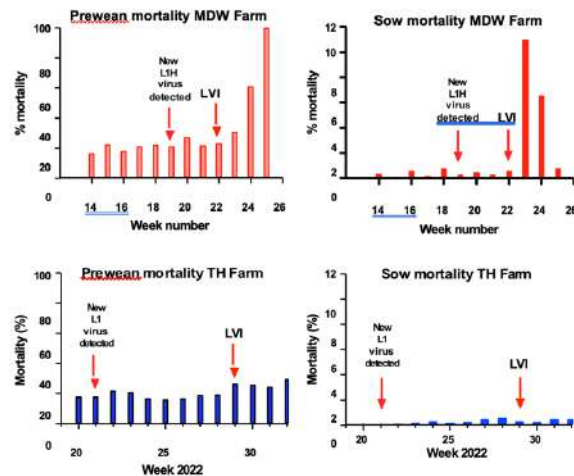 Prewean mortality MDW Farm
100
80
60
40
20
0
% mortality
New
L1H
virus
detected
LVI
14 16 18 20 22 24 26
Week number
Sow mortality MDW Farm
12
10
8
6
4
2
0
% mortality
New
L1H
virus
detected
LVI
14 16 18 20 22 24 26
Week number
Prewean mortality TH Farm
100
80
60
40
20
0
Mortality (%)
New
L1
virus
detected
LVI
20 25 30
Week 2022
Sow mortality TH Farm
12
10
8
6
4
2
0
Mortality (%)
New
L1
virus
detected
LVI
20 25 30
Week 2022